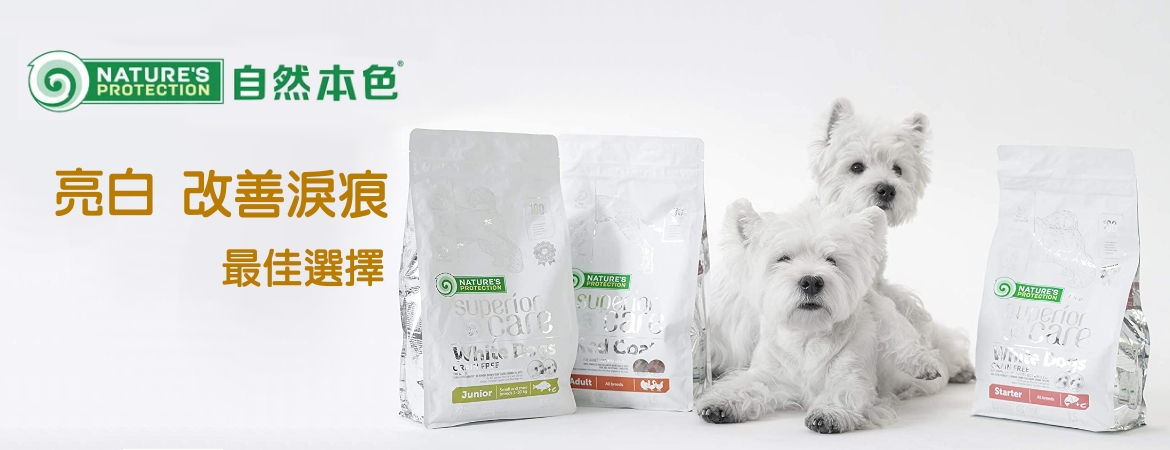 NATURE'S
PROTECTION
自然本色®
亮白 改善淚痕
最佳選擇
NATURE'S
PROTECTION
superior
care
White Dogs
GRAIN FREE
Junior
NATURE'S
PROTECTION
superior
care
Red Coat
Adult
All breeds
NATURE'S
PROTECTION
superior
care
White Dogs
GRAIN FREE
Starter
All breeds